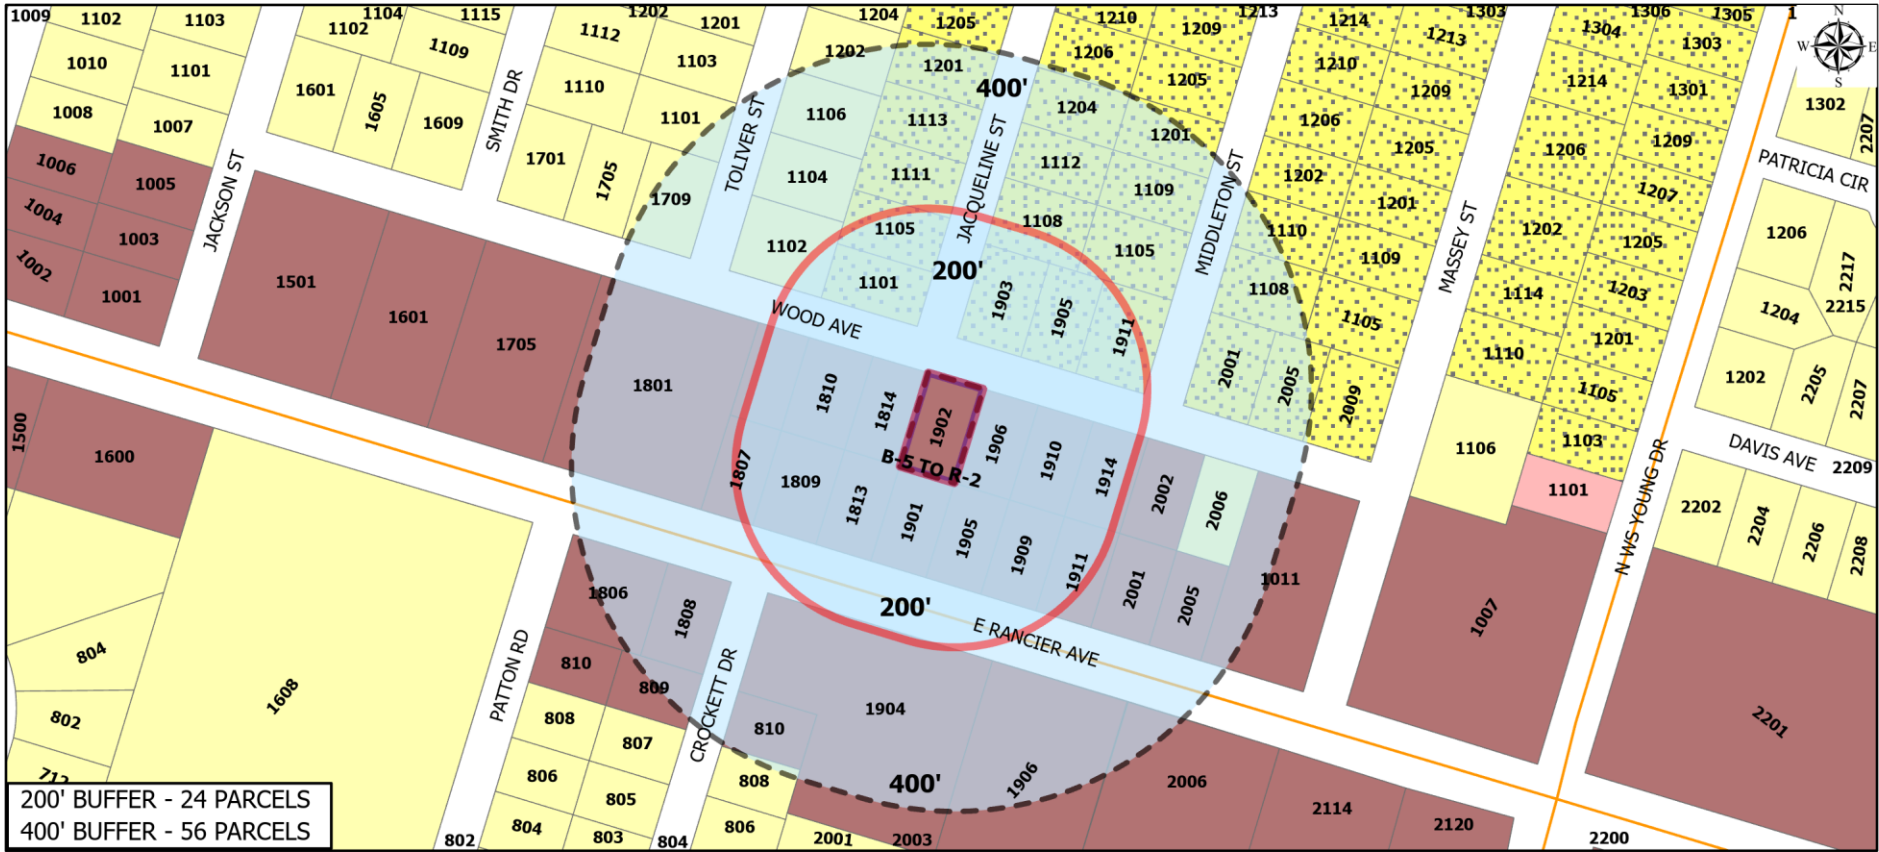 1009 1102 1103 1104 1115 1202 1201 1204 1205 1210 1209 1213 1214 1303 1304 1306 1305 1
N
1102 1109 1112 1103 1202 1201 1206 1205 1210 1213 1303
W E
S
1010 1101 1601 1605 1609 1110 1101 1106 1113 400' 1204 1201 1206 1209 1214 1301 1302 2207
1008 1007 SMITH DR TOLIVER ST JACQUELINE ST MIDDLETON ST
1006 1005 JACKSON ST 1701 1705 1709 1104 1111 1112 1109 1202 1205 1206 1209 PATRICIA CIR
1004 1003 1102 1105 1108 1105 1110 1201 MASSEY ST 1202 1207 1206 2217
1002 1001 1501 1601 1705 200' 1101 1903 1905 1911 1108 1109 1114 1205 1203 1204 2215
WOOD AVE
1801 1810 1814 1902 1906 1910 1914 2001 2005 2009 1105 1110 1201 1105 1202 2205 2207
B-5 TO R-2
1500 1600 1807 1809 1813 1901 1905 1909 1911 2002 2006 1106 1103 1101 N WS YOUNG DR DAVIS AVE 2209
2202 2204 2206 2208
1806 1808 200' E RANCIER AVE 2001 2005 1011 1007
804 1608 PATTON RD 810 809 CROCKETT DR 1904 2201
802 808 807 810
712 806 805 808 400' 1906 2006 2114 2120
804 803 806
802 804 2001 2003 2200
200' BUFFER - 24 PARCELS
400' BUFFER - 56 PARCELS